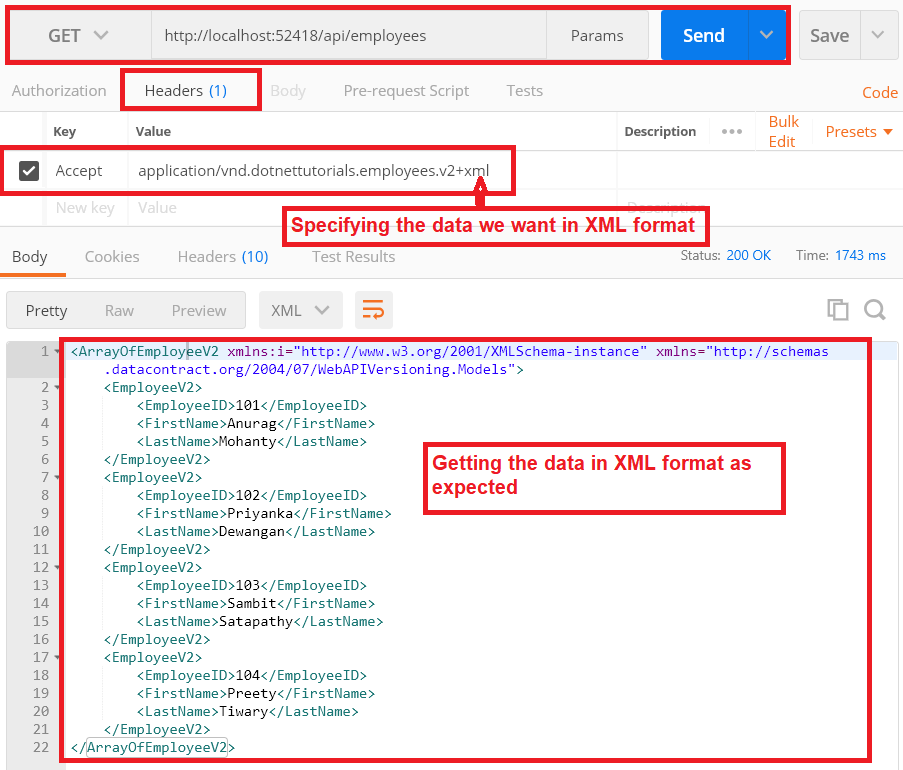 GET http://localhost:52418/api/employees Params Send Save
Authorization Headers (1) Body Pre-request Script Tests Code
Key Value Description ••• Bulk Edit Presets
Accept application/vnd.dotnettutorials.employees.v2+xml
New key Value Description
Specifying the data we want in XML format
Body Cookies Headers (10) Test Results Status: 200 OK Time: 1743 ms
Pretty Raw Preview XML
1 <ArrayOfEmployeeV2 xmlns:i="http://www.w3.org/2001/XMLSchema-instance" xmlns="http://schemas
.datacontract.org/2004/07/WebAPIVersioning.Models">
2 <EmployeeV2>
3 <EmployeeID>101</EmployeeID>
4 <FirstName>Anurag</FirstName>
5 <LastName>Mohanty</LastName>
6 </EmployeeV2>
7 <EmployeeV2>
8 <EmployeeID>102</EmployeeID>
9 <FirstName>Priyanka</FirstName>
10 <LastName>Dewangan</LastName>
11 </EmployeeV2>
12 <EmployeeV2>
13 <EmployeeID>103</EmployeeID>
14 <FirstName>Sambit</FirstName>
15 <LastName>Satapathy</LastName>
16 </EmployeeV2>
17 <EmployeeV2>
18 <EmployeeID>104</EmployeeID>
19 <FirstName>Preety</FirstName>
20 <LastName>Tiwary</LastName>
21 </EmployeeV2>
22 </ArrayOfEmployeeV2>
Getting the data in XML format as
expected